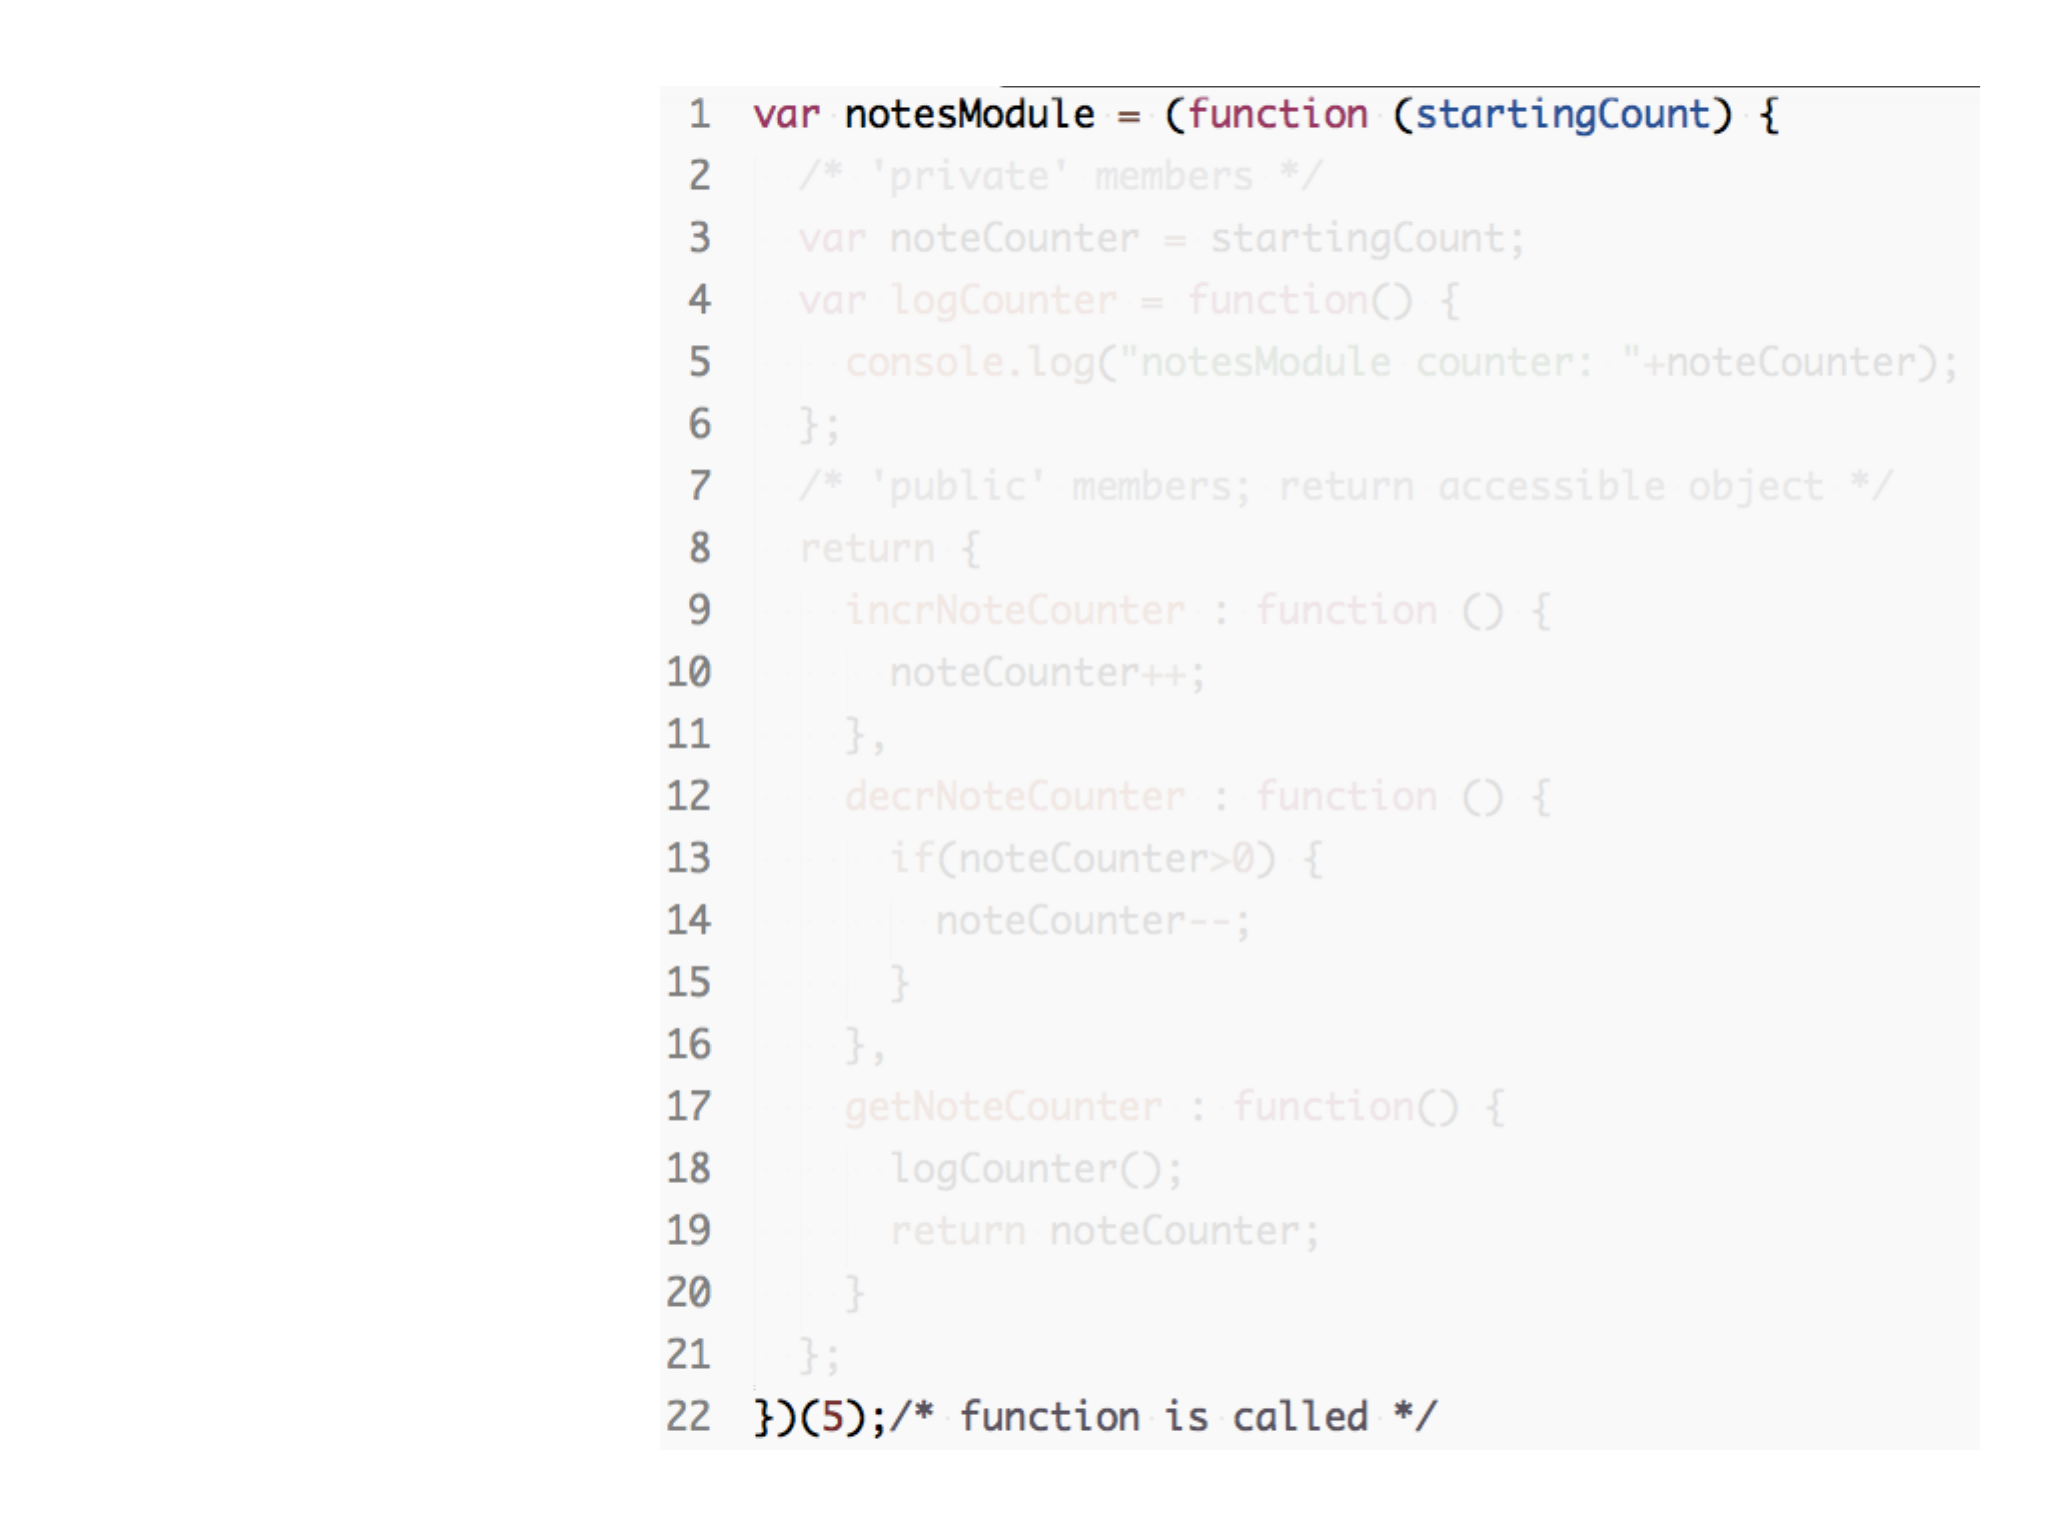 1 var notesModule = (function (startingCount) {
2 /* 'private' members */
3 var noteCounter = startingCount;
4 var logCounter = function() {
5 console.log("notesModule counter: "+noteCounter);
6 };
7 /* 'public' members; return accessible object */
8 return {
9 incrNoteCounter : function () {
10 noteCounter++;
11 },
12 decrNoteCounter : function () {
13 if(noteCounter>0) {
14 noteCounter--;
15 }
16 },
17 getNoteCounter : function() {
18 logCounter();
19 return noteCounter;
20 }
21 };
22 })(5);/* function is called */